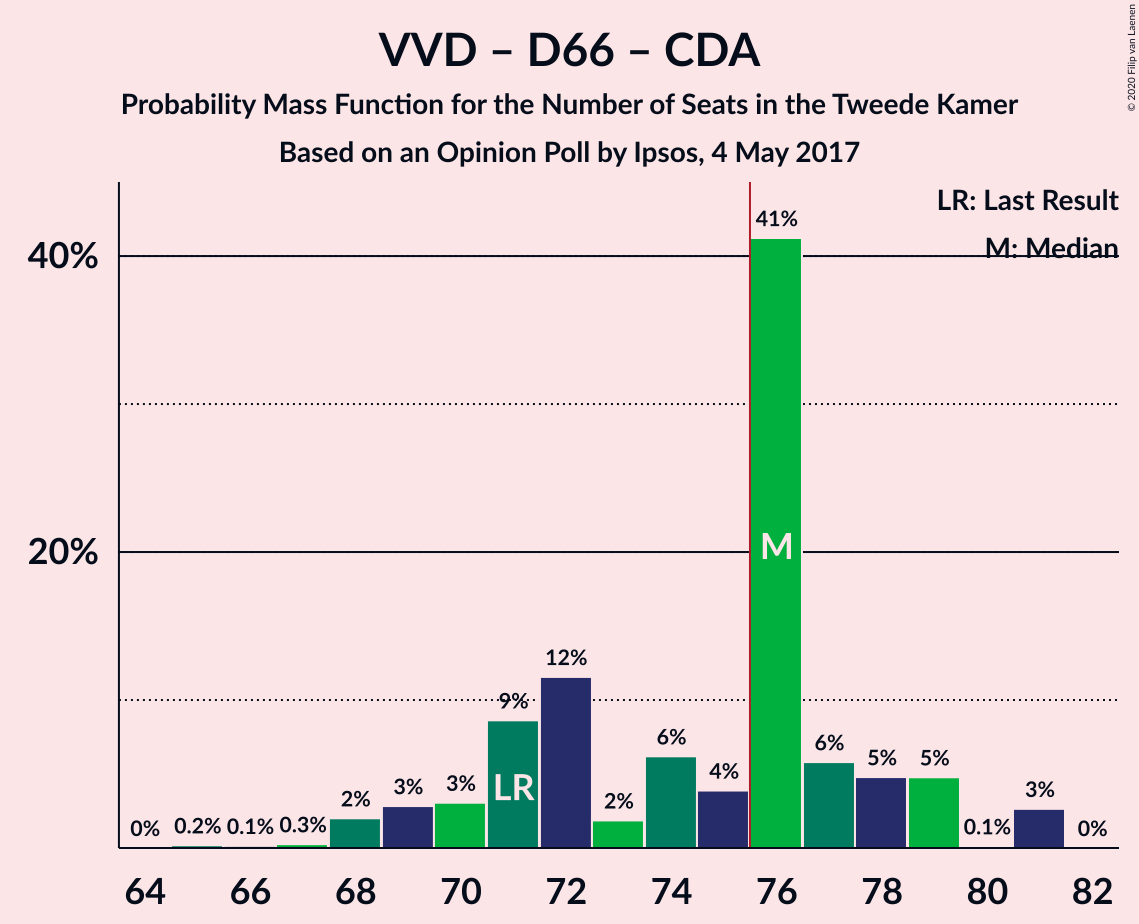 VVD – D66 – CDA
Probability Mass Function for the Number of Seats in the Tweede Kamer
Based on an Opinion Poll by Ipsos, 4 May 2017
© 2020 Filip van Laenen
LR: Last Result
M: Median
40%
20%
0%
0.2%
0.1%
0.3%
2%
3%
3%
9%
12%
2%
6%
4%
41%
6%
5%
5%
0.1%
3%
0%
LR
M
64 66 68 70 72 74 76 78 80 82